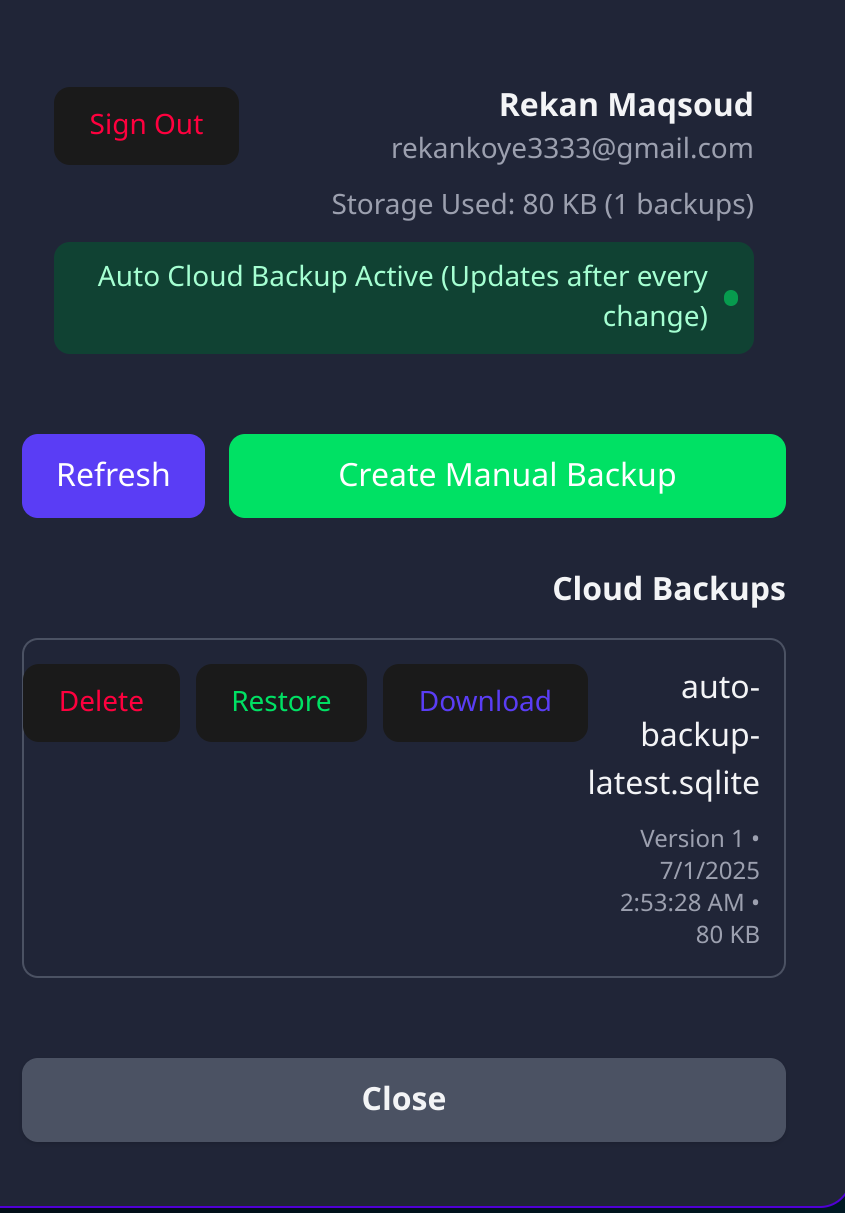 Sign Out
Rekan Maqsoud
rekankoye3333@gmail.com
Storage Used: 80 KB (1 backups)
Auto Cloud Backup Active (Updates after every
change)
Refresh
Create Manual Backup
Cloud Backups
Delete
Restore
Download
auto-
backup-
latest.sqlite
Version 1 •
7/1/2025
2:53:28 AM •
80 KB
Close